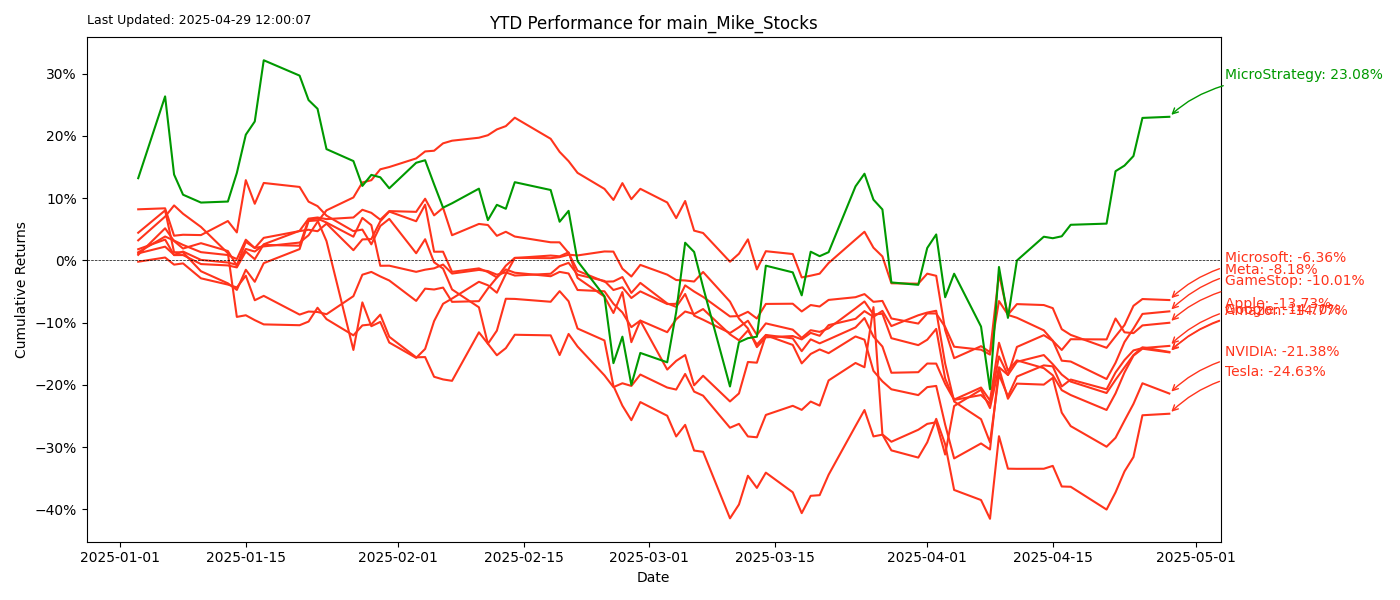 Last Updated: 2025-04-29 12:00:07
YTD Performance for main_Mike_Stocks
MicroStrategy: 23.08%
Microsoft: -6.36%
Meta: -8.18%
GameStop: -10.01%
Apple: -13.73%
NVIDIA: -21.38%
Tesla: -24.63%
Cumulative Returns
30%
20%
10%
0%
−10%
−20%
−30%
−40%
2025-01-01 2025-01-15 2025-02-01 2025-02-15 2025-03-01 2025-03-15 2025-04-01 2025-04-15 2025-05-01
Date